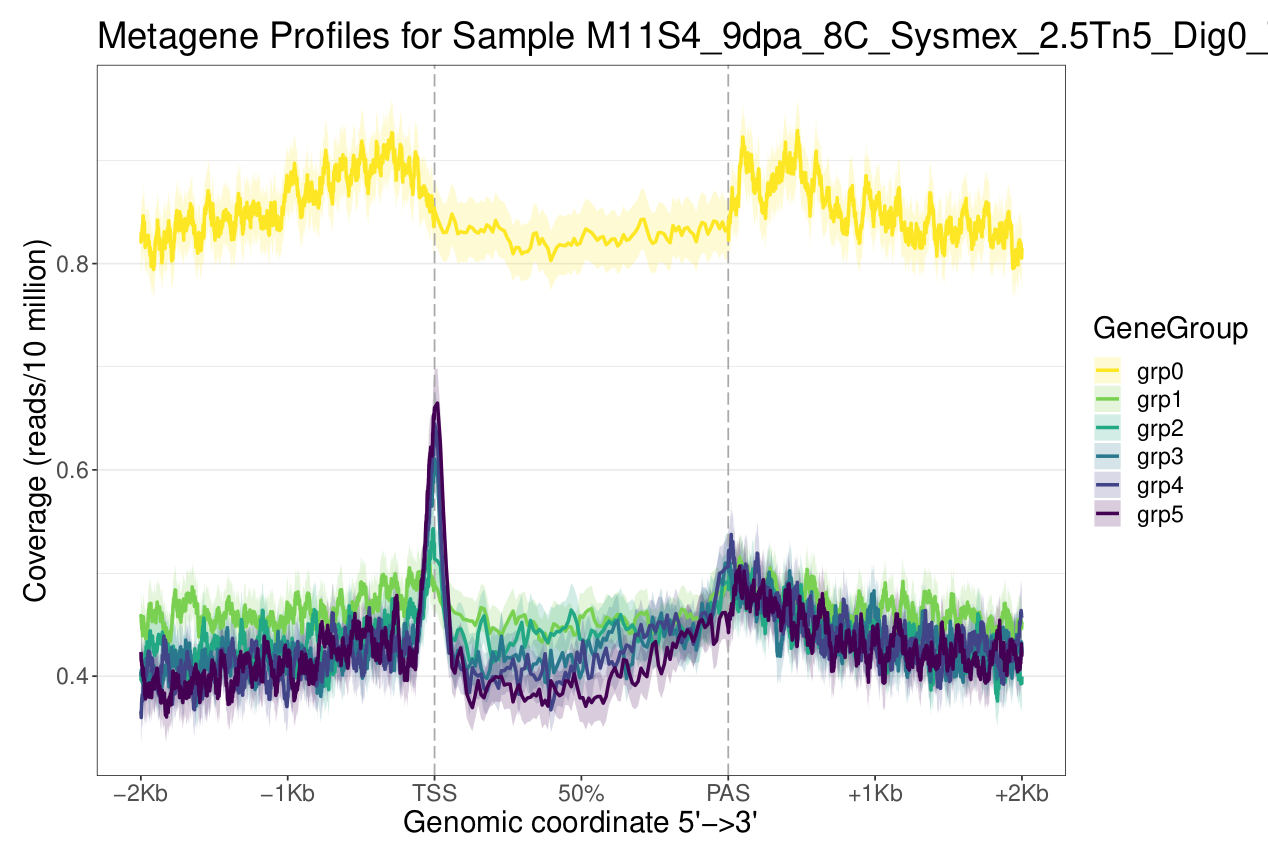 Metagene Profiles for Sample M11S4_9dpa_8C_Sysmex_2.5Tn5_Dig0_
Coverage (reads/10 million)
0.8
0.6
0.4
−2Kb
−1Kb
TSS
50%
PAS
+1Kb
+2Kb
Genomic coordinate 5'−>3'
GeneGroup
grp0
grp1
grp2
grp3
grp4
grp5